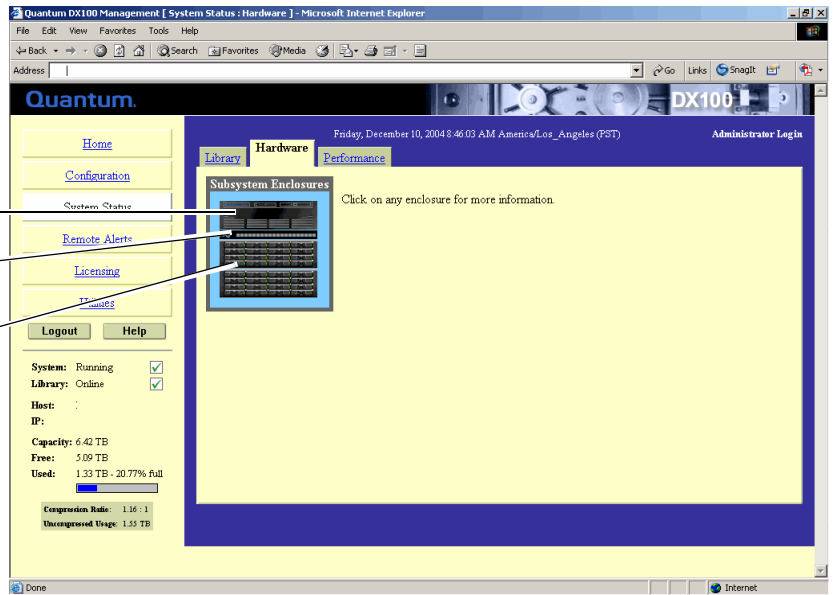 Quantum DX100 Management [ System Status : Hardware ] - Microsoft Internet Explorer
File Edit View Favorites Tools Help
Back Search Favorites Media
Address Go Links SnagIt
Quantum. DX100
Friday, December 10, 2004 8:46:03 AM America/Los_Angeles (PST) Administrator Login
Home
Configuration
System Status
Remote Alerts
Licensing
Utilities
Logout Help
System: Running
Library: Online
Host: :
IP:
Capacity: 6.42 TB
Free: 5.09 TB
Used: 1.33 TB - 20.77% full
Compression Ratio: 1.16 : 1
Uncompressed Usage: 1.55 TB
Library Hardware Performance
Subsystem Enclosures
Click on any enclosure for more information.
Done Internet